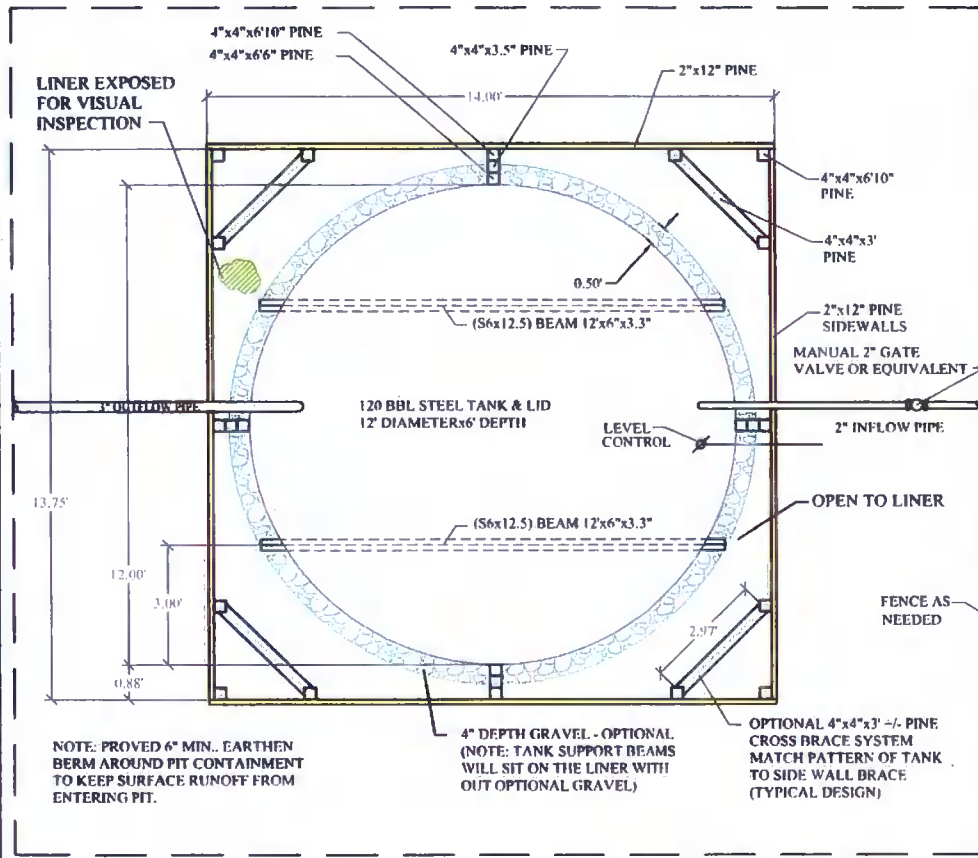 4"x4"x6'10" PINE
4"x4"x6'6" PINE
4"x4"x3.5" PINE
2"x12" PINE
LINER EXPOSED
FOR VISUAL
INSPECTION
14.00'
4"x4"x6'10"
PINE
4"x4"x3'
PINE
0.50'
(S6x12.5) BEAM 12'x6"x3.3"
2"x12" PINE
SIDEWALLS
MANUAL 2" GATE
VALVE OR EQUIVALENT
3" OUTFLOW PIPE
120 BBL STEEL TANK & LID
12' DIAMETERx6' DEPTH
LEVEL
CONTROL
2" INFLOW PIPE
13.75'
OPEN TO LINER
(S6x12.5) BEAM 12'x6"x3.3"
12.00'
3.00'
FENCE AS
NEEDED
2.97'
0.88'
NOTE: PROVED 6" MIN.. EARTHEN
BERM AROUND PIT CONTAINMENT
TO KEEP SURFACE RUNOFF FROM
ENTERING PIT.
4" DEPTH GRAVEL - OPTIONAL
(NOTE: TANK SUPPORT BEAMS
WILL SIT ON THE LINER WITH
OUT OPTIONAL GRAVEL)
OPTIONAL 4"x4"x3' +/- PINE
CROSS BRACE SYSTEM
MATCH PATTERN OF TANK
TO SIDE WALL BRACE
(TYPICAL DESIGN)